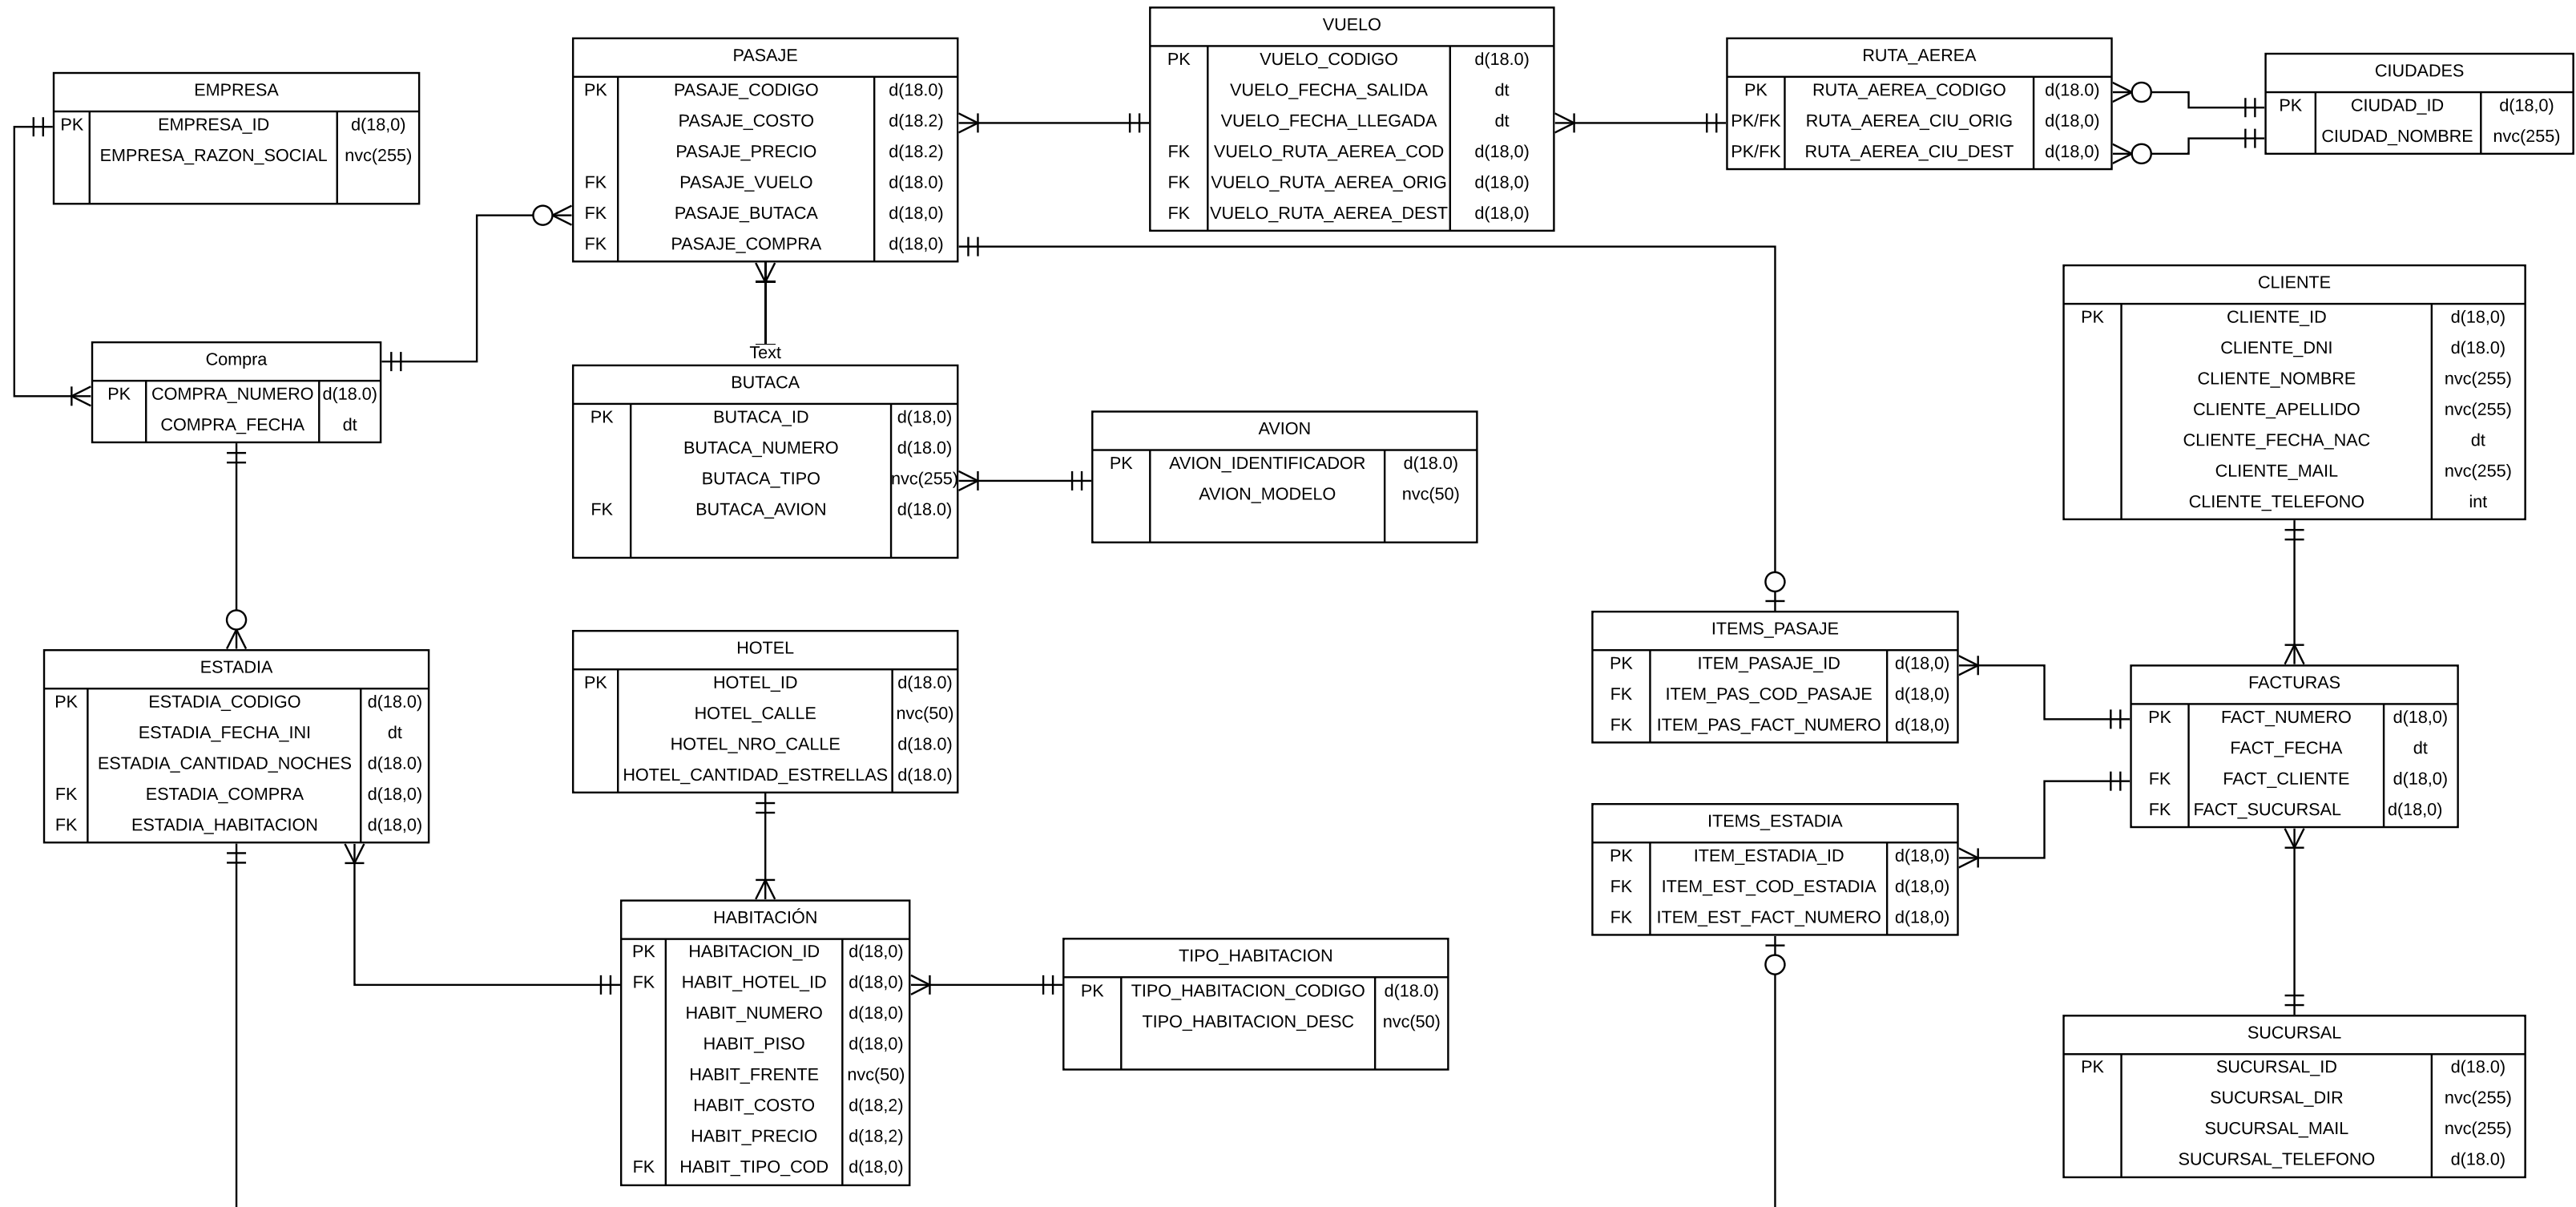 EMPRESA
PK EMPRESA_ID d(18,0)
EMPRESA_RAZON_SOCIAL nvc(255)
PASAJE
PK PASAJE_CODIGO d(18.0)
PASAJE_COSTO d(18.2)
PASAJE_PRECIO d(18.2)
FK PASAJE_VUELO d(18.0)
FK PASAJE_BUTACA d(18,0)
FK PASAJE_COMPRA d(18,0)
VUELO
PK VUELO_CODIGO d(18.0)
VUELO_FECHA_SALIDA dt
VUELO_FECHA_LLEGADA dt
FK VUELO_RUTA_AEREA_COD d(18,0)
FK VUELO_RUTA_AEREA_ORIG d(18,0)
FK VUELO_RUTA_AEREA_DEST d(18,0)
RUTA_AEREA
PK RUTA_AEREA_CODIGO d(18.0)
PK/FK RUTA_AEREA_CIU_ORIG d(18,0)
PK/FK RUTA_AEREA_CIU_DEST d(18,0)
CIUDADES
PK CIUDAD_ID d(18,0)
CIUDAD_NOMBRE nvc(255)
Compra
PK COMPRA_NUMERO d(18.0)
COMPRA_FECHA dt
Text
BUTACA
PK BUTACA_ID d(18,0)
BUTACA_NUMERO d(18.0)
BUTACA_TIPO nvc(255)
FK BUTACA_AVION d(18.0)
AVION
PK AVION_IDENTIFICADOR d(18.0)
AVION_MODELO nvc(50)
CLIENTE
PK CLIENTE_ID d(18,0)
CLIENTE_DNI d(18.0)
CLIENTE_NOMBRE nvc(255)
CLIENTE_APELLIDO nvc(255)
CLIENTE_FECHA_NAC dt
CLIENTE_MAIL nvc(255)
CLIENTE_TELEFONO int
ESTADIA
PK ESTADIA_CODIGO d(18.0)
ESTADIA_FECHA_INI dt
ESTADIA_CANTIDAD_NOCHES d(18.0)
FK ESTADIA_COMPRA d(18,0)
FK ESTADIA_HABITACION d(18,0)
HOTEL
PK HOTEL_ID d(18.0)
HOTEL_CALLE nvc(50)
HOTEL_NRO_CALLE d(18.0)
HOTEL_CANTIDAD_ESTRELLAS d(18.0)
ITEMS_PASAJE
PK ITEM_PASAJE_ID d(18,0)
FK ITEM_PAS_COD_PASAJE d(18,0)
FK ITEM_PAS_FACT_NUMERO d(18,0)
FACTURAS
PK FACT_NUMERO d(18,0)
FACT_FECHA dt
FK FACT_CLIENTE d(18,0)
FK FACT_SUCURSAL d(18,0)
ITEMS_ESTADIA
PK ITEM_ESTADIA_ID d(18,0)
FK ITEM_EST_COD_ESTADIA d(18,0)
FK ITEM_EST_FACT_NUMERO d(18,0)
HABITACIÓN
PK HABITACION_ID d(18,0)
FK HABIT_HOTEL_ID d(18,0)
HABIT_NUMERO d(18,0)
HABIT_PISO d(18,0)
HABIT_FRENTE nvc(50)
HABIT_COSTO d(18,2)
HABIT_PRECIO d(18,2)
FK HABIT_TIPO_COD d(18,0)
TIPO_HABITACION
PK TIPO_HABITACION_CODIGO d(18.0)
TIPO_HABITACION_DESC nvc(50)
SUCURSAL
PK SUCURSAL_ID d(18.0)
SUCURSAL_DIR nvc(255)
SUCURSAL_MAIL nvc(255)
SUCURSAL_TELEFONO d(18.0)